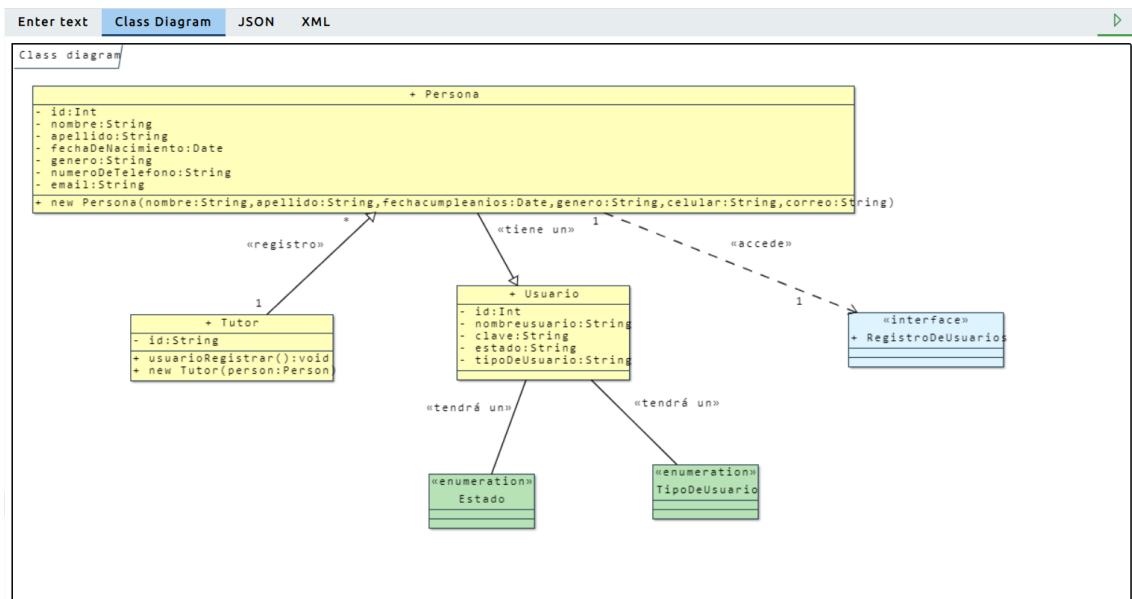 Enter text
Class Diagram
JSON
XML
Class diagram
+ Persona
- id:Int
- nombre:String
- apellido:String
- fechaDeNacimiento:Date
- genero:String
- numeroDeTelefono:String
- email:String
+ new Persona(nombre:String,apellido:String,fechacumpleanios:Date,genero:String,celular:String,correo:String)
*
«registro»
1
«tiene un»
1
«accede»
1
+ Tutor
- id:String
+ usuarioRegistrar():void
+ new Tutor(person:Person)
+ Usuario
- id:Int
- nombreusuario:String
- clave:String
- estado:String
- tipoDeUsuario:String
«interface»
+ RegistroDeUsuarios
«tendrá un»
«tendrá un»
«enumeration»
Estado
«enumeration»
TipoDeUsuario